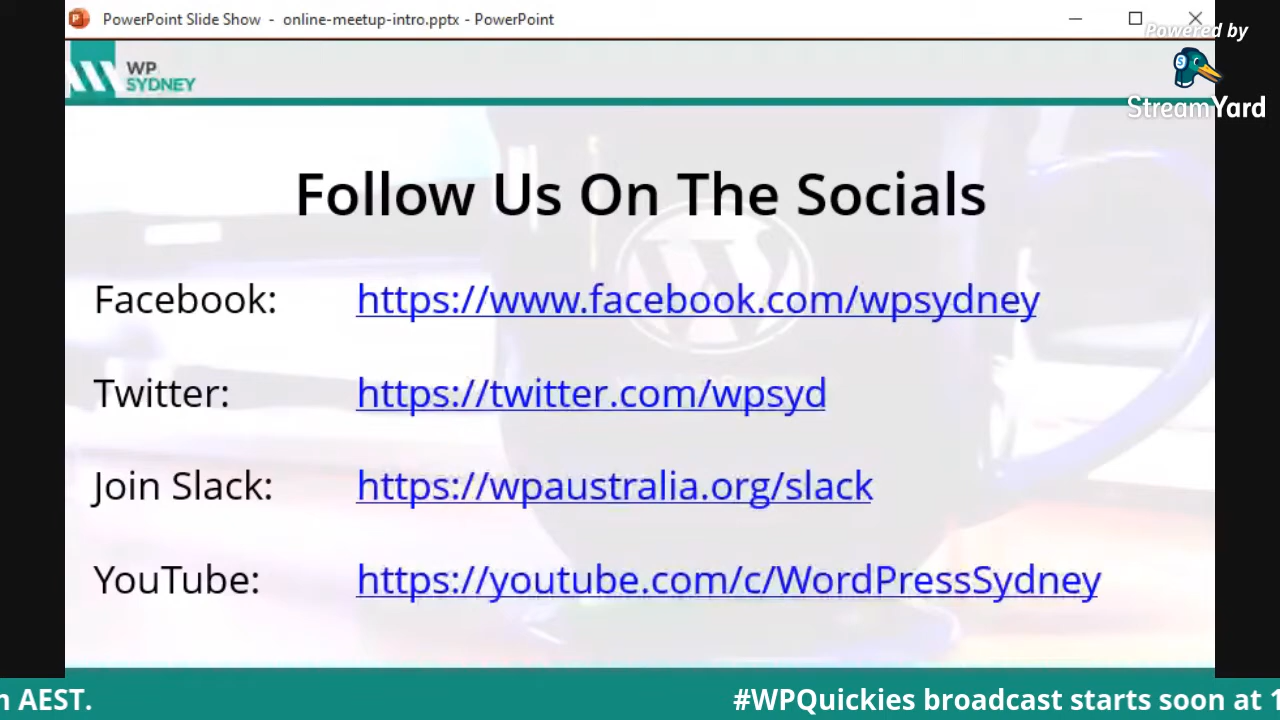 PowerPoint Slide Show - online-meetup-intro.pptx - PowerPoint
Powered by
StreamYard
WP
SYDNEY
Follow Us On The Socials
Facebook: https://www.facebook.com/wpsydney
Twitter: https://twitter.com/wpsyd
Join Slack: https://wpaustralia.org/slack
YouTube: https://youtube.com/c/WordPressSydney
AEST. #WPQuickies broadcast starts soon at